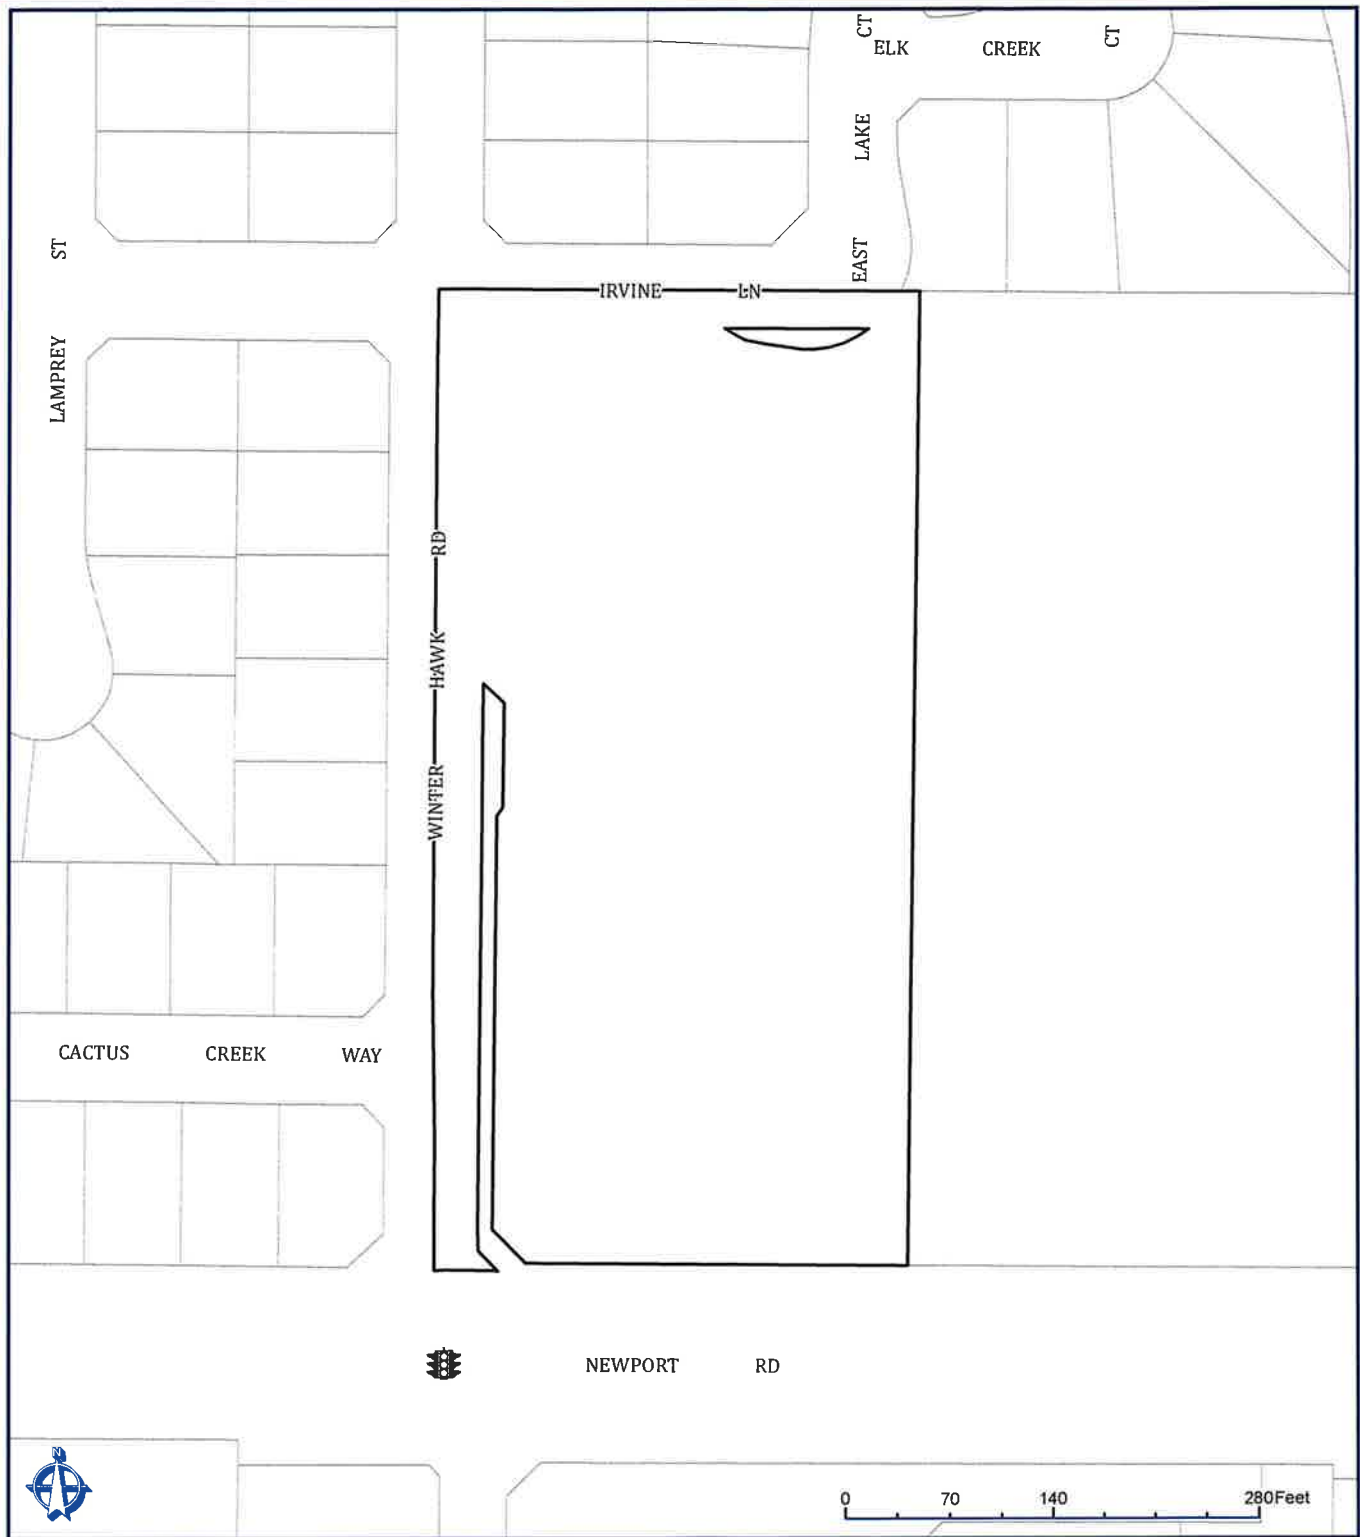 ELK CREEK CT
EAST LAKE CT
LAMPREY ST
IRVINE LN
WINTER HAWK RD
CACTUS CREEK WAY
NEWPORT RD
N
0 70 140 280Feet